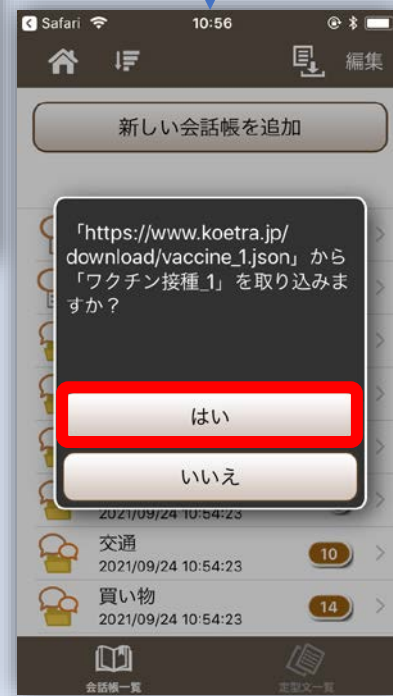 Safari
10:56
編集
新しい会話帳を追加
「https://www.koetra.jp/
download/vaccine_1.json」から
「ワクチン接種_1」を取り込みま
すか？
はい
いいえ
2021/09/24 10:54:23
交通
10
2021/09/24 10:54:23
買い物
14
2021/09/24 10:54:23
会話帳一覧
定型文一覧